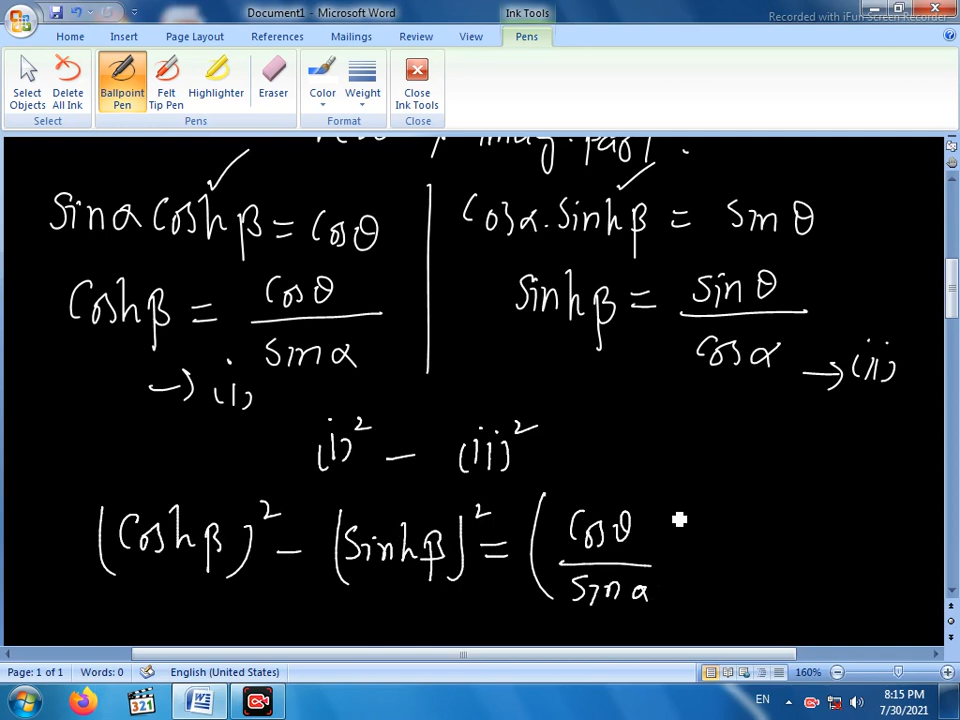 Document1 - Microsoft Word
Ink Tools
Recorded with iFun Screen Recorder
Home Insert Page Layout References Mailings Review View Pens
Select Objects
Delete All Ink
Ballpoint Pen
Felt Tip Pen
Highlighter
Eraser
Color
Weight
Close Ink Tools
Select
Pens
Format
Close
imag. part.
Sinα Coshβ = Cosθ
Cosα. Sinhβ = Sinθ
Coshβ = Cosθ / Sinα → (i)
Sinhβ = Sinθ / Cosα → (ii)
(i)² – (ii)²
(Coshβ)² – (Sinhβ)² = ( Cosθ / Sinα
Page: 1 of 1 Words: 0 English (United States) 160%
321
EN 8:15 PM
7/30/2021